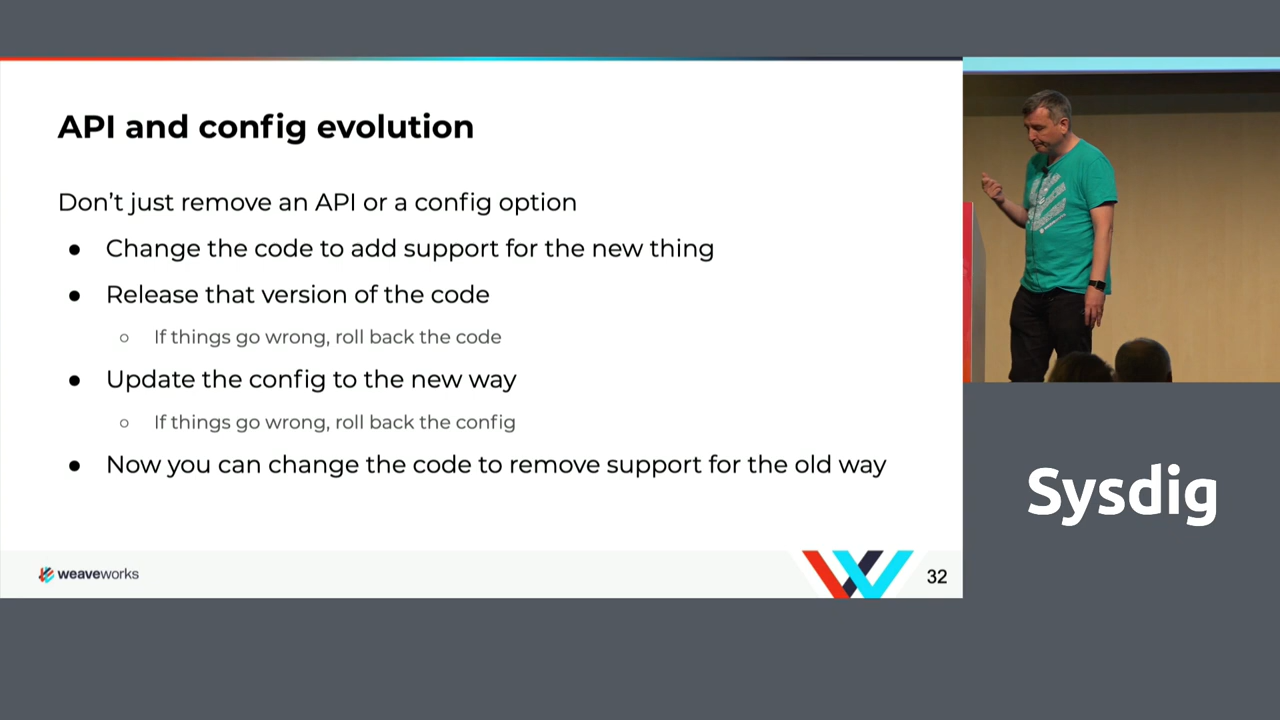 API and config evolution
Don’t just remove an API or a config option
● Change the code to add support for the new thing
● Release that version of the code
○ If things go wrong, roll back the code
● Update the config to the new way
○ If things go wrong, roll back the config
● Now you can change the code to remove support for the old way
weaveworks
32
Sysdig